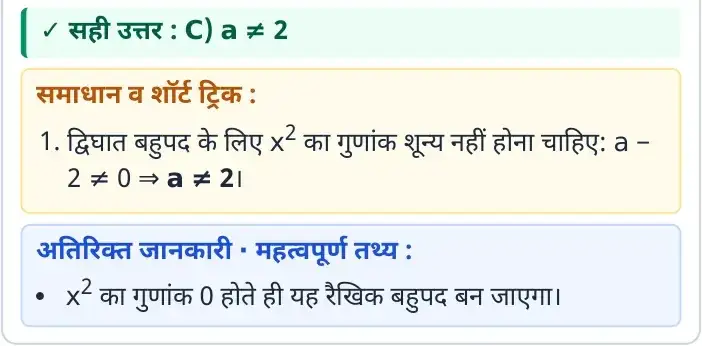 ✓ सही उत्तर : C) a ≠ 2
समाधान व शॉर्ट ट्रिक :
1. द्विघात बहुपद के लिए x² का गुणांक शून्य नहीं होना चाहिए: a −
2 ≠ 0 ⇒ a ≠ 2।
अतिरिक्त जानकारी · महत्वपूर्ण तथ्य :
• x² का गुणांक 0 होते ही यह रैखिक बहुपद बन जाएगा।